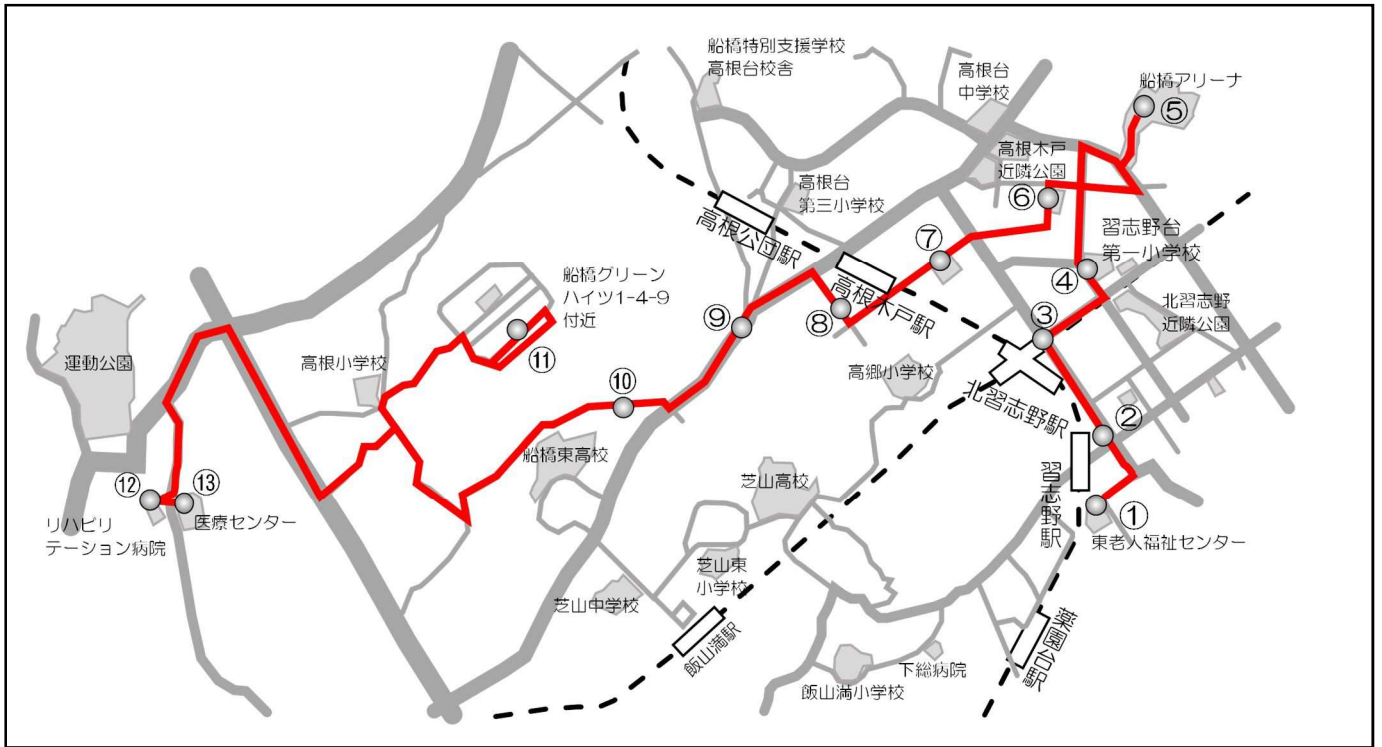 船橋特別支援学校
高根台校舎
高根台
中学校
船橋アリーナ
⑤
高根木戸
近隣公園
⑥
高根台
第三小学校
高根公団駅
習志野台
第一小学校
⑦
④
高根木戸駅
船橋グリーン
ハイツ1-4-9
付近
⑧
⑨
③
北習志野
近隣公園
⑪
運動公園
高根小学校
高郷小学校
⑩
北習志野駅
②
船橋東高校
芝山高校
習志野駅
⑫
⑬
①
リハビリ
テーション病院
医療センター
東老人福祉センター
芝山東
小学校
芝山中学校
飯山満駅
薬園台駅
下総病院
飯山満小学校